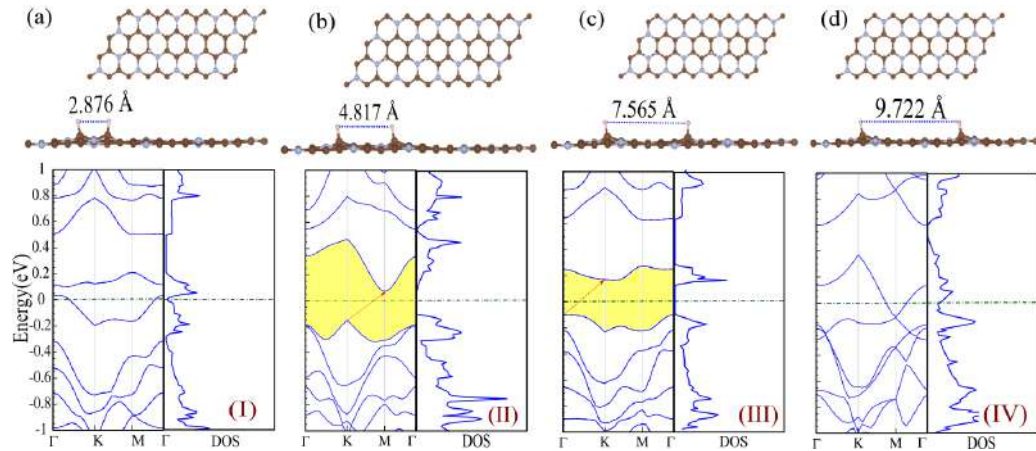 (a)
(b)
(c)
(d)
2.876 Å
4.817 Å
7.565 Å
9.722 Å
Energy(eV)
1
0.8
0.6
0.4
0.2
0
-0.2
-0.4
-0.6
-0.8
-1
(I)
(II)
(III)
(IV)
Γ K M Γ DOS
Γ K M Γ DOS
Γ K M Γ DOS
Γ K M Γ DOS